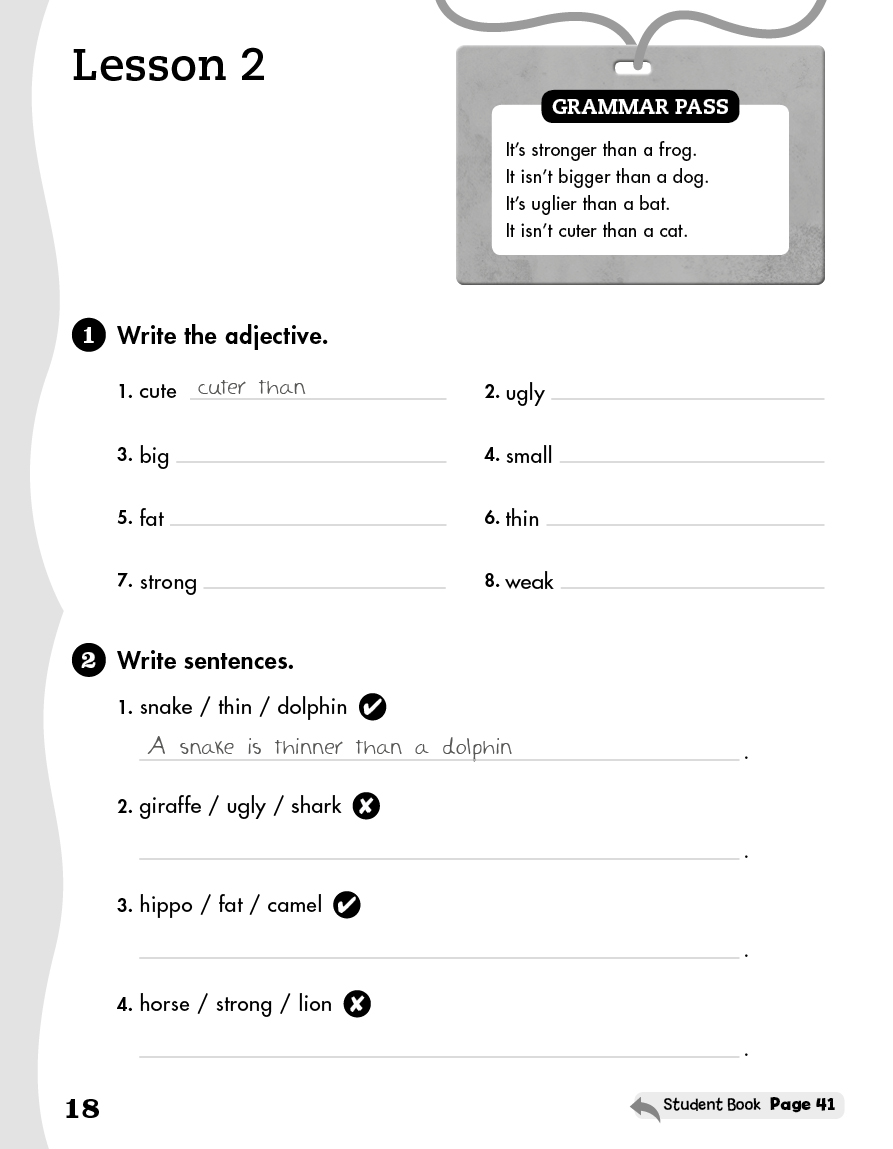 Lesson 2
GRAMMAR PASS
It's stronger than a frog.
It isn't bigger than a dog.
It's uglier than a bat.
It isn't cuter than a cat.
1 Write the adjective.
1. cute cuter than
2. ugly
3. big
4. small
5. fat
6. thin
7. strong
8. weak
2 Write sentences.
1. snake / thin / dolphin ✔
A snake is thinner than a dolphin .
2. giraffe / ugly / shark ✘
.
3. hippo / fat / camel ✔
.
4. horse / strong / lion ✘
.
18
Student Book Page 41